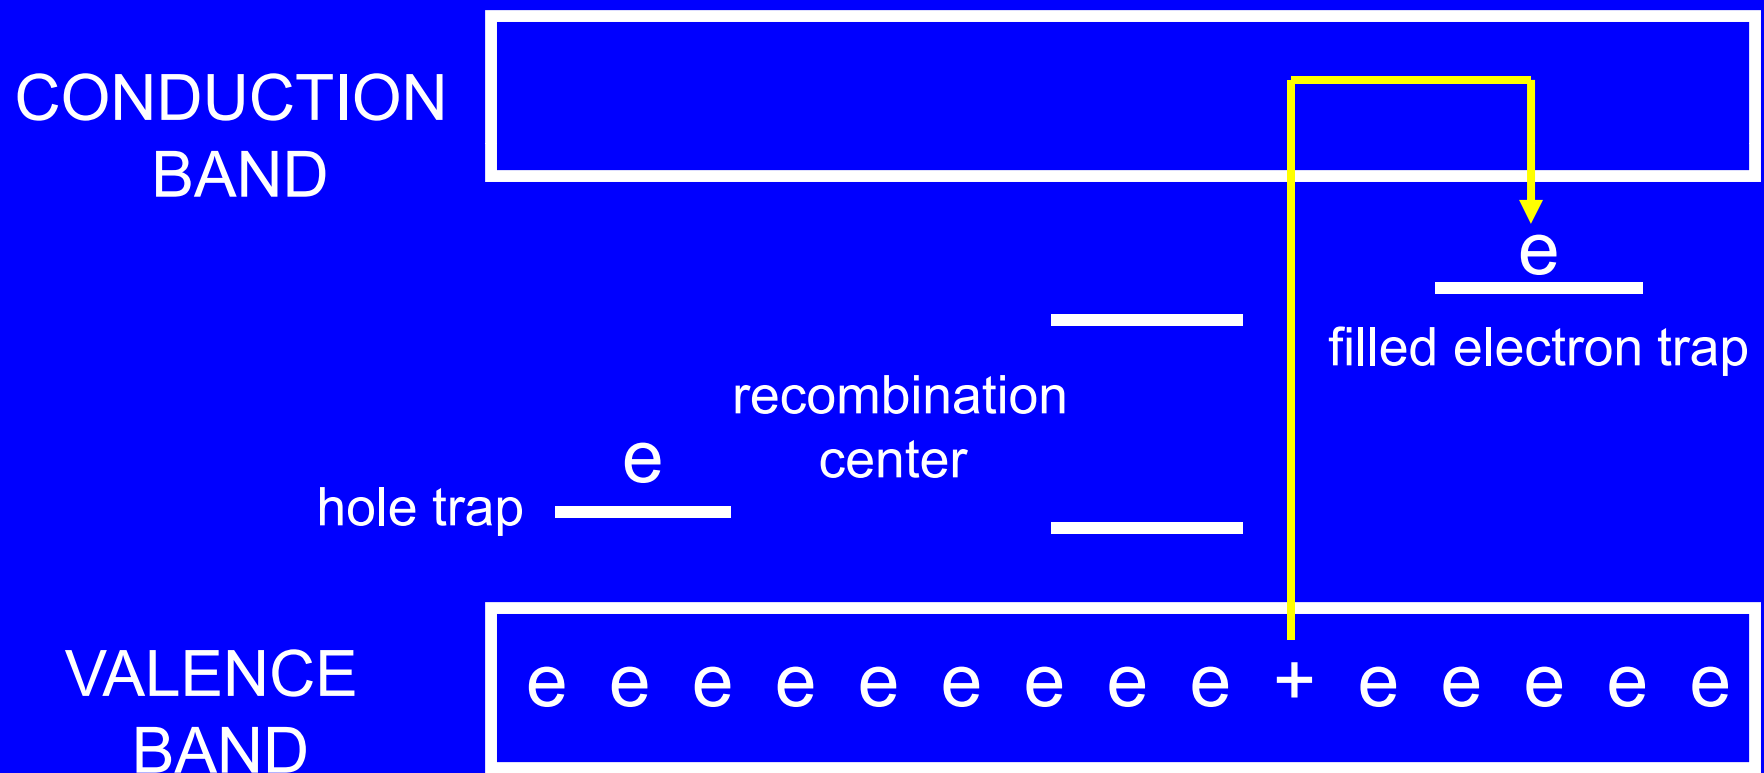 CONDUCTION
BAND
e
filled electron trap
recombination
center
e
hole trap
VALENCE
BAND
e e e e e e e e e + e e e e e